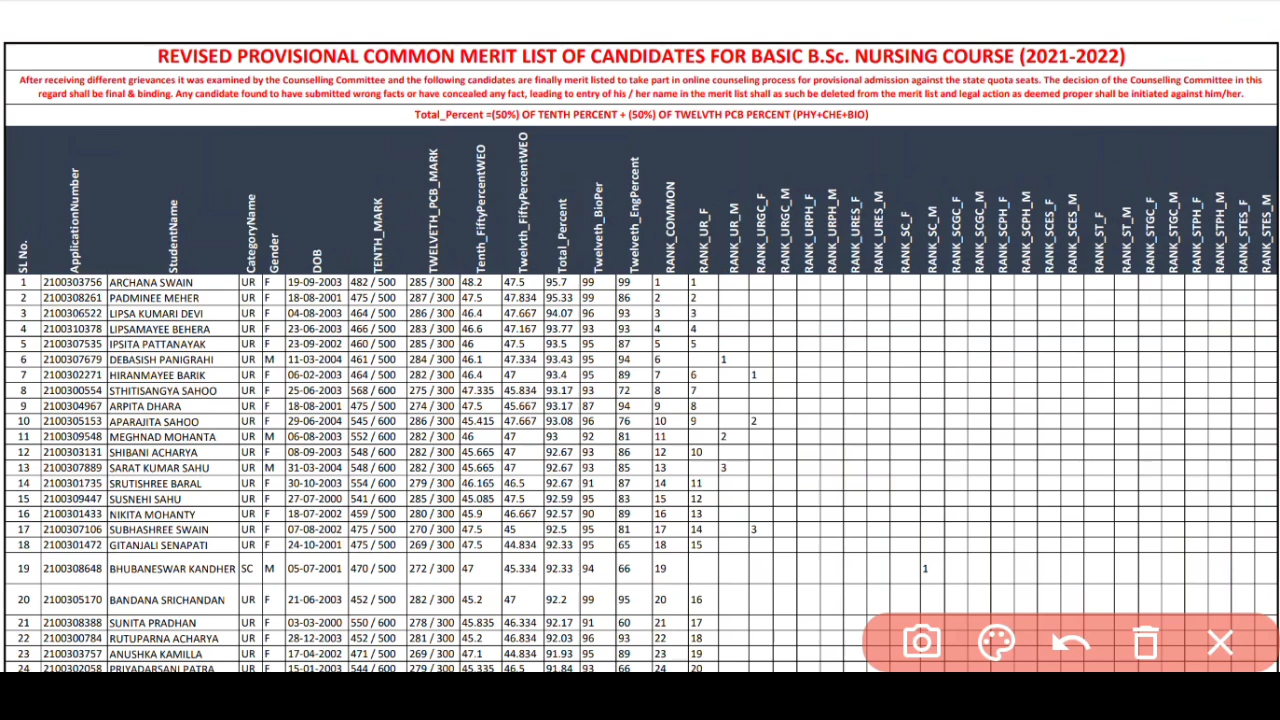 REVISED PROVISIONAL COMMON MERIT LIST OF CANDIDATES FOR BASIC B.Sc. NURSING COURSE (2021-2022)
After receiving different grievances it was examined by the Counselling Committee and the following candidates are finally merit listed to take part in online counseling process for provisional admission against the state quota seats. The decision of the Counselling Committee in this
regard shall be final & binding. Any candidate found to have submitted wrong facts or have concealed any fact, leading to entry of his / her name in the merit list shall as such be deleted from the merit list and legal action as deemed proper shall be initiated against him/her.
Total_Percent =(50%) OF TENTH PERCENT + (50%) OF TWELVTH PCB PERCENT (PHY+CHE+BIO)
SL No. ApplicationNumber StudentName CategoryName Gender DOB TENTH_MARK TWELVETH_PCB_MARK Tenth_FiftyPercentWEO Twelvth_FiftyPercentWEO Total_Percent Twelveth_BioPer Twelveth_EngPercent RANK_COMMON RANK_UR_F RANK_UR_M RANK_URGC_F RANK_URGC_M RANK_URPH_F RANK_URPH_M RANK_URES_F RANK_URES_M RANK_SC_F RANK_SC_M RANK_SCGC_F RANK_SCGC_M RANK_SCPH_F RANK_SCPH_M RANK_SCES_F RANK_SCES_M RANK_ST_F RANK_ST_M RANK_STGC_F RANK_STGC_M RANK_STPH_F RANK_STPH_M RANK_STES_F RANK_STES_M
1 2100303756 ARCHANA SWAIN UR F 19-09-2003 482 / 500 285 / 300 48.2 47.5 95.7 99 99 1 1
2 2100308261 PADMINEE MEHER UR F 18-08-2001 475 / 500 287 / 300 47.5 47.834 95.33 99 86 2 2
3 2100306522 LIPSA KUMARI DEVI UR F 04-08-2003 464 / 500 286 / 300 46.4 47.667 94.07 96 93 3 3
4 2100310378 LIPSAMAYEE BEHERA UR F 23-06-2003 466 / 500 283 / 300 46.6 47.167 93.77 93 93 4 4
5 2100307535 IPSITA PATTANAYAK UR F 23-09-2002 460 / 500 285 / 300 46 47.5 93.5 95 87 5 5
6 2100307679 DEBASISH PANIGRAHI UR M 11-03-2004 461 / 500 284 / 300 46.1 47.334 93.43 95 94 6 1
7 2100302271 HIRANMAYEE BARIK UR F 06-02-2003 464 / 500 282 / 300 46.4 47 93.4 95 89 7 6 1
8 2100300554 STHITISANGYA SAHOO UR F 25-06-2003 568 / 600 275 / 300 47.335 45.834 93.17 93 72 8 7
9 2100304967 ARPITA DHARA UR F 18-08-2001 475 / 500 274 / 300 47.5 45.667 93.17 87 94 9 8
10 2100305153 APARAJITA SAHOO UR F 29-06-2004 545 / 600 286 / 300 45.415 47.667 93.08 96 76 10 9 2
11 2100309548 MEGHNAD MOHANTA UR M 06-08-2003 552 / 600 282 / 300 46 47 93 92 81 11 2
12 2100303131 SHIBANI ACHARYA UR F 08-09-2003 548 / 600 282 / 300 45.665 47 92.67 93 86 12 10
13 2100307889 SARAT KUMAR SAHU UR M 31-03-2004 548 / 600 282 / 300 45.665 47 92.67 93 85 13 3
14 2100301735 SRUTISHREE BARAL UR F 30-10-2003 554 / 600 279 / 300 46.165 46.5 92.67 91 87 14 11
15 2100309447 SUSNEHI SAHU UR F 27-07-2000 541 / 600 285 / 300 45.085 47.5 92.59 95 83 15 12
16 2100301433 NIKITA MOHANTY UR F 18-07-2002 459 / 500 280 / 300 45.9 46.667 92.57 90 89 16 13
17 2100307106 SUBHASHREE SWAIN UR F 07-08-2002 475 / 500 270 / 300 47.5 45 92.5 95 81 17 14 3
18 2100301472 GITANJALI SENAPATI UR F 24-10-2001 475 / 500 269 / 300 47.5 44.834 92.33 95 65 18 15
19 2100308648 BHUBANESWAR KANDHER SC M 05-07-2001 470 / 500 272 / 300 47 45.334 92.33 94 66 19 1
20 2100305170 BANDANA SRICHANDAN UR F 21-06-2003 452 / 500 282 / 300 45.2 47 92.2 99 95 20 16
21 2100308388 SUNITA PRADHAN UR F 03-03-2000 550 / 600 278 / 300 45.835 46.334 92.17 91 60 21 17
22 2100300784 RUTUPARNA ACHARYA UR F 28-12-2003 452 / 500 281 / 300 45.2 46.834 92.03 96 93 22 18
23 2100303757 ANUSHKA KAMILLA UR F 17-04-2002 471 / 500 269 / 300 47.1 44.834 91.93 95 89 23 19
24 2100302058 PRIYADARSANI PATRA UR F 15-01-2003 544 / 600 279 / 300 45.335 46.5 91.84 93 66 24 20